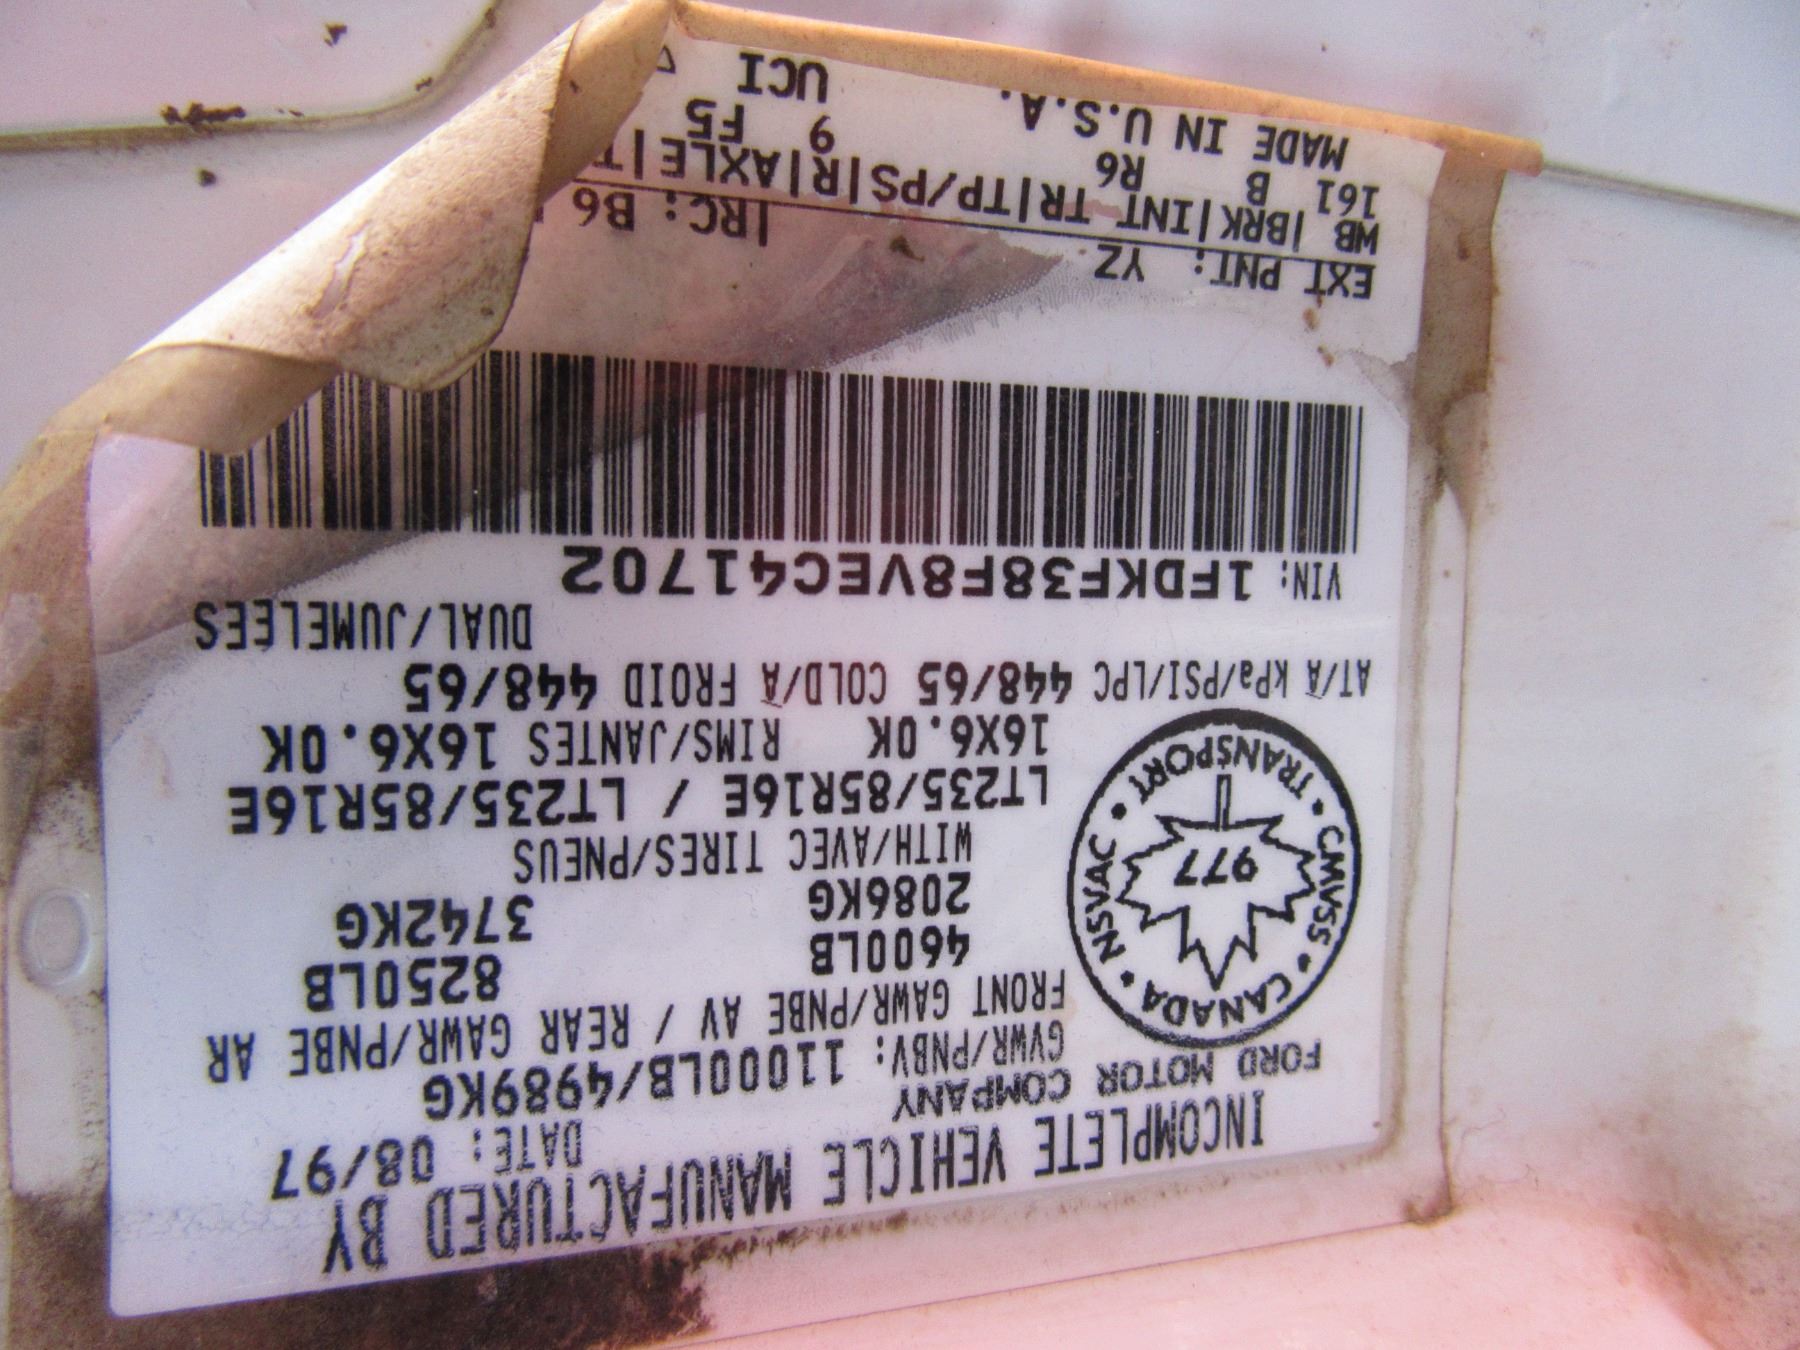 INCOMPLETE VEHICLE MANUFACTURED BY
FORD MOTOR COMPANY
DATE: 08/97
GVWR/PNBV: 11000LB/4989KG
FRONT GAWR/PNBE AV / REAR GAWR/PNBE AR
4600LB 8250LB
2086KG 3742KG
WITH/AVEC TIRES/PNEUS
LT235/85R16E / LT235/85R16E
16X6.0K RIMS/JANTES 16X6.0K
AT/À kPa/PSI/LPC 448/65 COLD/À FROID 448/65
DUAL/JUMELÉES
CANADA • NSVAC • TRANSPORT • CMVSS •
977
VIN: 1FDKF38F8VEC41702
EXT PNT: YZ |RC: B6
WB |BRK|INT TR|TP/PS|R|AXLE|T
161 B R6 9 F5
MADE IN U.S.A. UCI